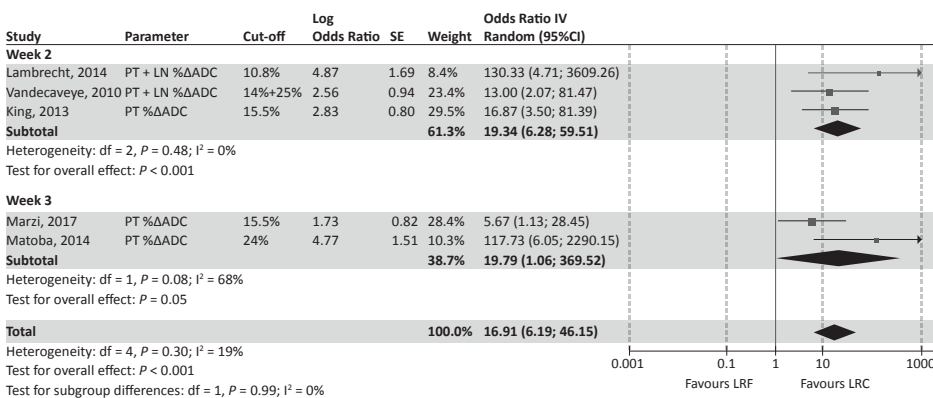 Log Odds Ratio IV
Study Parameter Cut-off Odds Ratio SE Weight Random (95%CI)
Week 2
Lambrecht, 2014 PT + LN %ΔADC 10.8% 4.87 1.69 8.4% 130.33 (4.71; 3609.26)
Vandecaveye, 2010 PT + LN %ΔADC 14%+25% 2.56 0.94 23.4% 13.00 (2.07; 81.47)
King, 2013 PT %ΔADC 15.5% 2.83 0.80 29.5% 16.87 (3.50; 81.39)
Subtotal 61.3% 19.34 (6.28; 59.51)
Heterogeneity: df = 2, P = 0.48; I² = 0%
Test for overall effect: P < 0.001
Week 3
Marzi, 2017 PT %ΔADC 15.5% 1.73 0.82 28.4% 5.67 (1.13; 28.45)
Matoba, 2014 PT %ΔADC 24% 4.77 1.51 10.3% 117.73 (6.05; 2290.15)
Subtotal 38.7% 19.79 (1.06; 369.52)
Heterogeneity: df = 1, P = 0.08; I² = 68%
Test for overall effect: P = 0.05
Total 100.0% 16.91 (6.19; 46.15)
Heterogeneity: df = 4, P = 0.30; I² = 19%
Test for overall effect: P < 0.001
Test for subgroup differences: df = 1, P = 0.99; I² = 0%
0.001 0.1 1 10 1000
Favours LRF Favours LRC